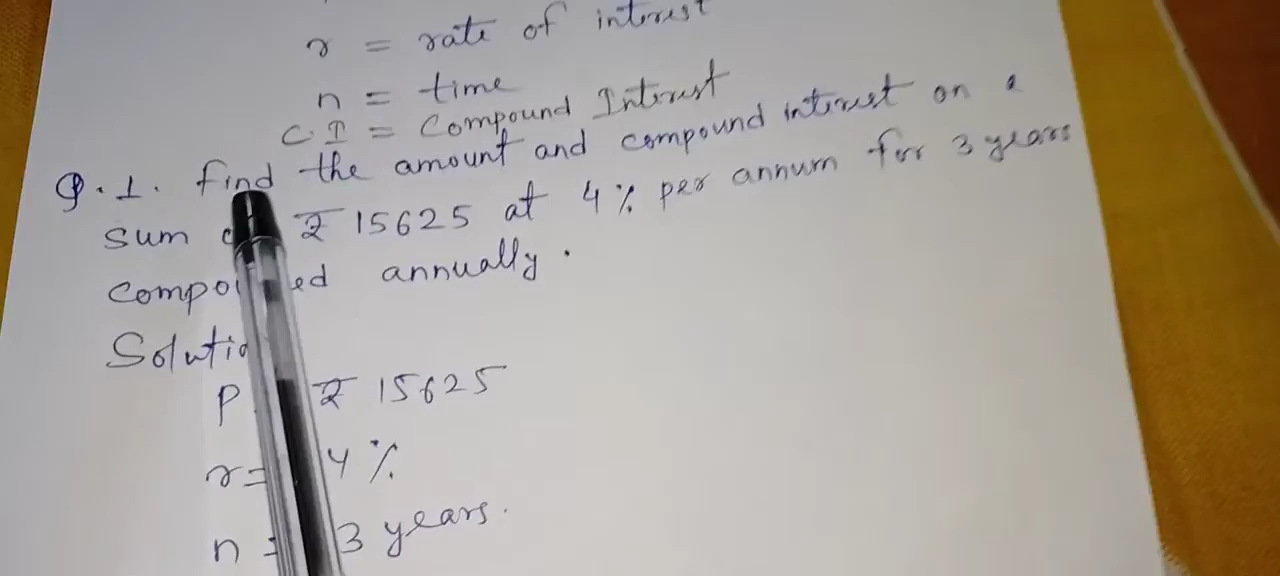 r = rate of interest
n = time
C.I = Compound Interest
Q.1. find the amount and compound interest on a
sum ₹ 15625 at 4% per annum for 3 years
annually.
P ₹ 15625
r = 4%
n = 3 years.